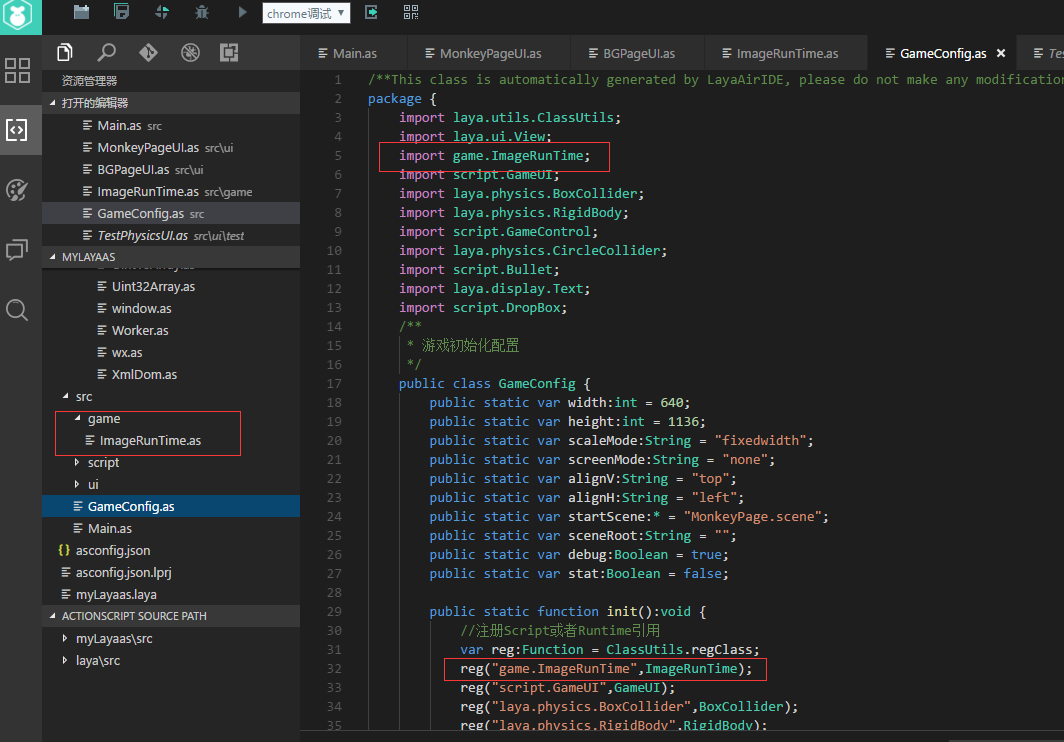 chrome调试
Main.as
MonkeyPageUI.as
BGPageUI.as
ImageRunTime.as
GameConfig.as
资源管理器
打开的编辑器
Main.as src
MonkeyPageUI.as src\ui
BGPageUI.as src\ui
ImageRunTime.as src\game
GameConfig.as src
TestPhysicsUI.as src\ui\test
MYLAYAAS
Uint32Array.as
window.as
Worker.as
wx.as
XmlDom.as
src
game
ImageRunTime.as
script
ui
GameConfig.as
Main.as
{} asconfig.json
asconfig.json.lprj
myLayaas.laya
ACTIONSCRIPT SOURCE PATH
myLayaas\src
laya\src
1 /**This class is automatically generated by LayaAirIDE, please do not make any
2 package {
3 import laya.utils.ClassUtils;
4 import laya.ui.View;
5 import game.ImageRunTime;
6 import script.GameUI;
7 import laya.physics.BoxCollider;
8 import laya.physics.RigidBody;
9 import script.GameControl;
10 import laya.physics.CircleCollider;
11 import script.Bullet;
12 import laya.display.Text;
13 import script.DropBox;
14 /**
15 * 游戏初始化配置
16 */
17 public class GameConfig {
18 public static var width:int = 640;
19 public static var height:int = 1136;
20 public static var scaleMode:String = "fixedwidth";
21 public static var screenMode:String = "none";
22 public static var alignV:String = "top";
23 public static var alignH:String = "left";
24 public static var startScene:* = "MonkeyPage.scene";
25 public static var sceneRoot:String = "";
26 public static var debug:Boolean = true;
27 public static var stat:Boolean = false;
28
29 public static function init():void {
30 //注册Script或者Runtime引用
31 var reg:Function = ClassUtils.regClass;
32 reg("game.ImageRunTime",ImageRunTime);
33 reg("script.GameUI",GameUI);
34 reg("laya.physics.BoxCollider",BoxCollider);
35 reg("laya.physics.RigidBody",RigidBody);